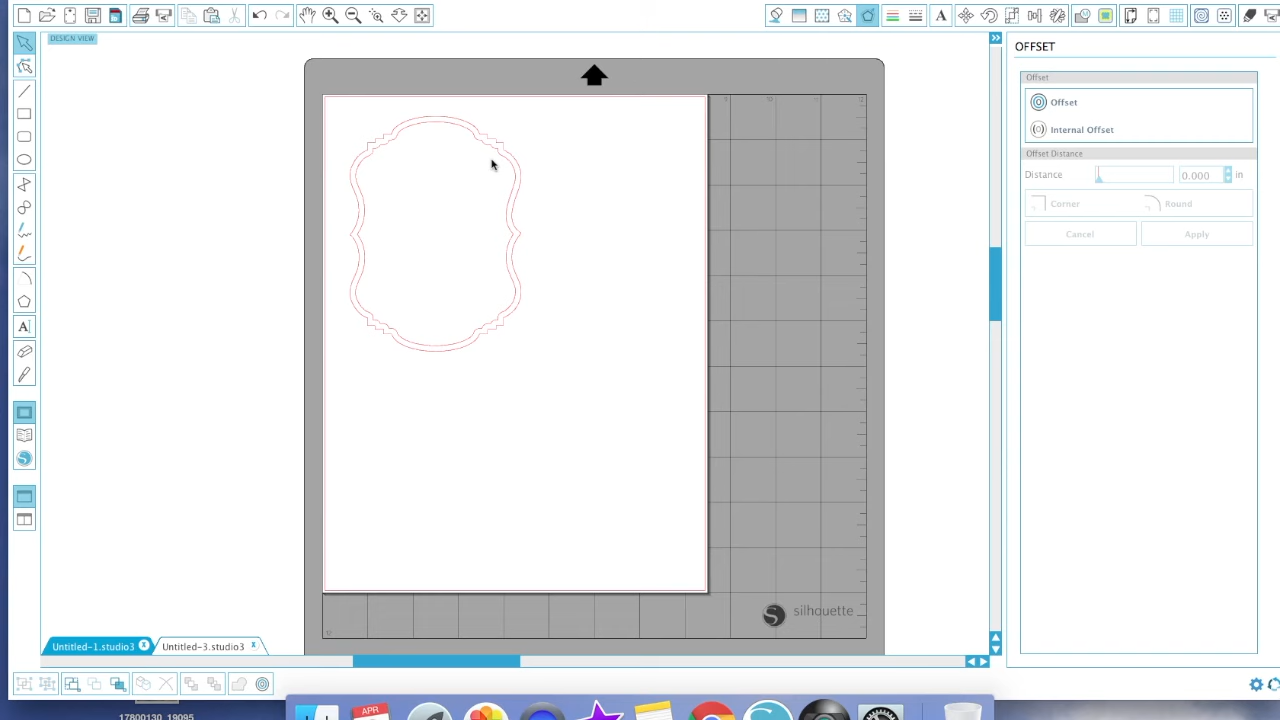 A
DESIGN VIEW
OFFSET
Offset
Offset
Internal Offset
Offset Distance
Distance
0.000
in
Corner
Round
Cancel
Apply
A
silhouette
Untitled-1.studio3
x
Untitled-3.studio3
x
APR
17800130_19095